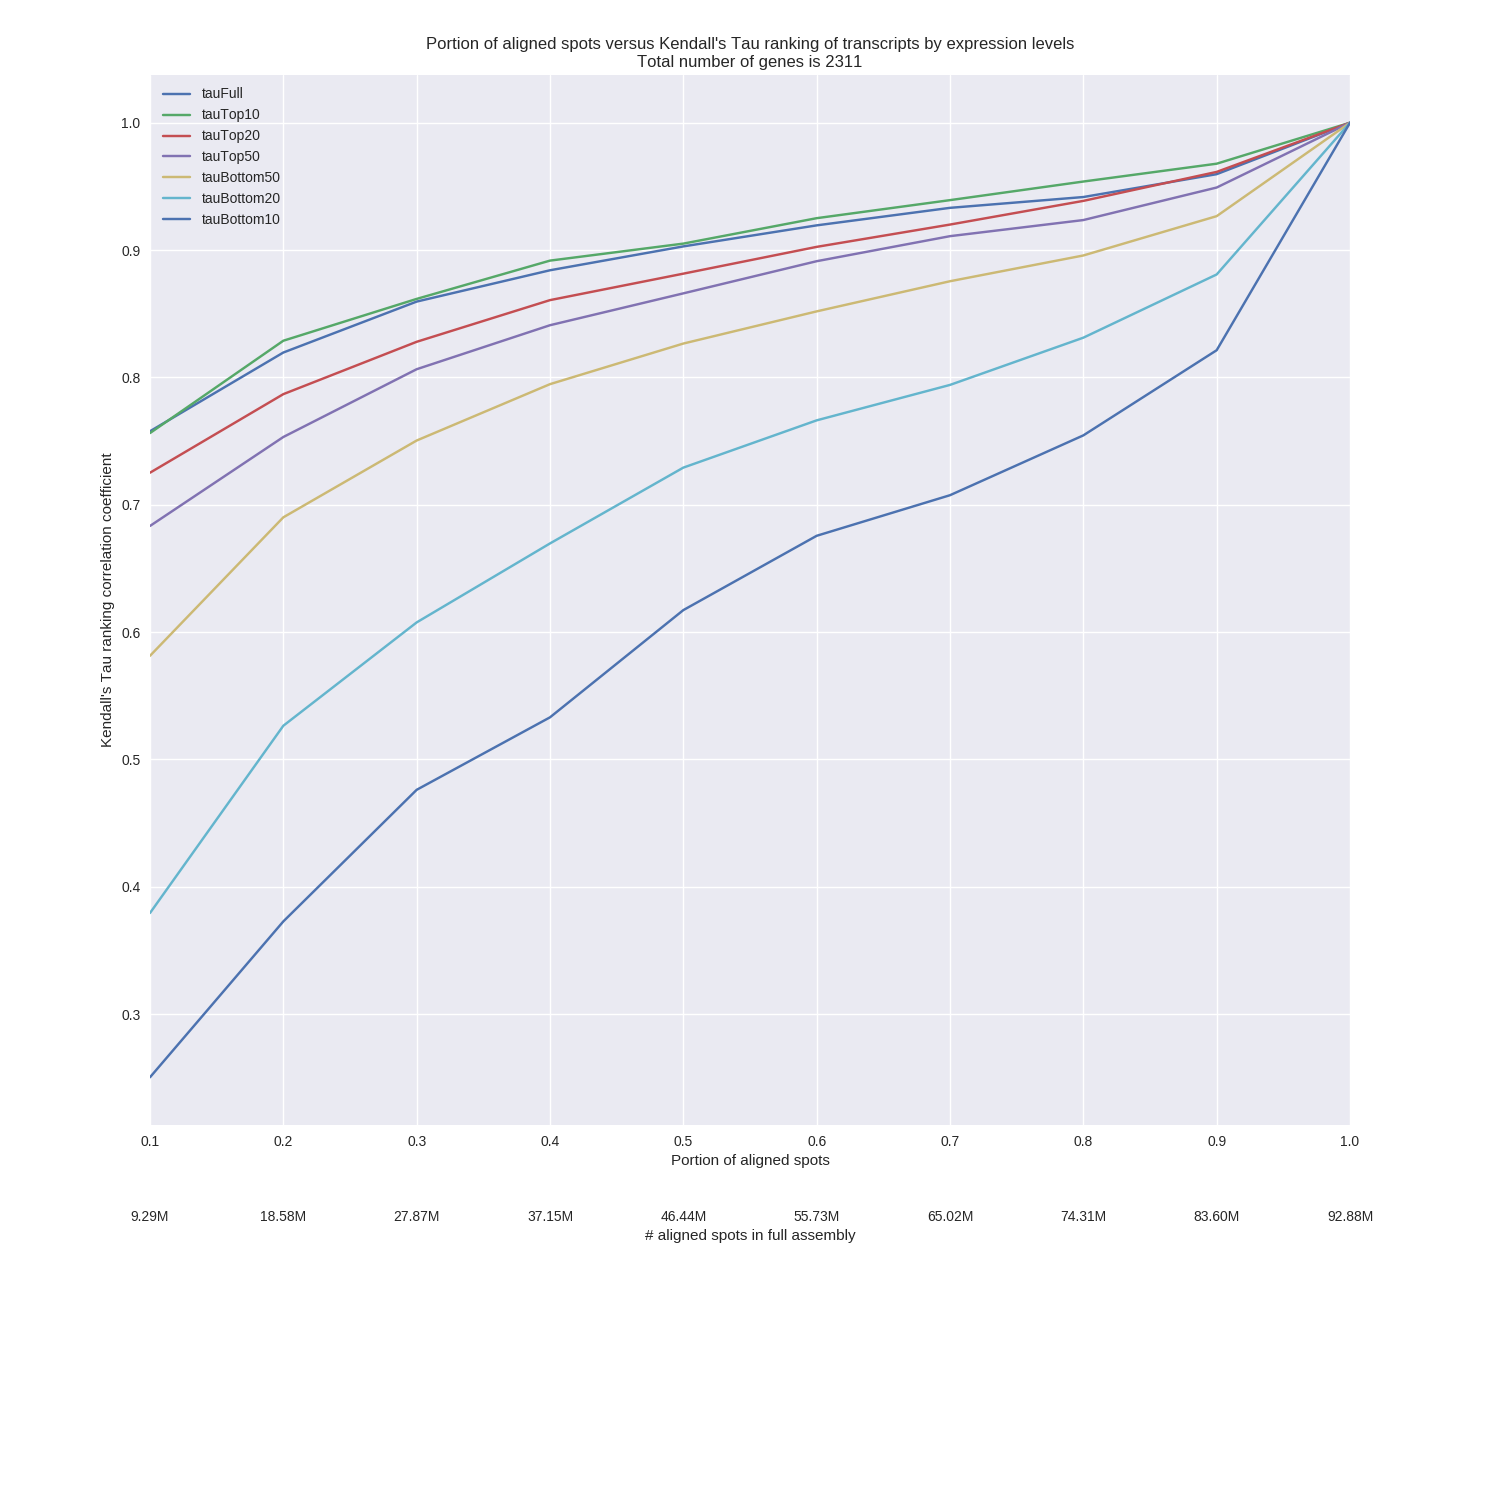 Portion of aligned spots versus Kendall's Tau ranking of transcripts by expression levels
Total number of genes is 2311
tauFull
tauTop10
tauTop20
tauTop50
tauBottom50
tauBottom20
tauBottom10
1.0
0.9
0.8
0.7
0.6
0.5
0.4
0.3
Kendall's Tau ranking correlation coefficient
0.1 0.2 0.3 0.4 0.5 0.6 0.7 0.8 0.9 1.0
Portion of aligned spots
9.29M 18.58M 27.87M 37.15M 46.44M 55.73M 65.02M 74.31M 83.60M 92.88M
# aligned spots in full assembly